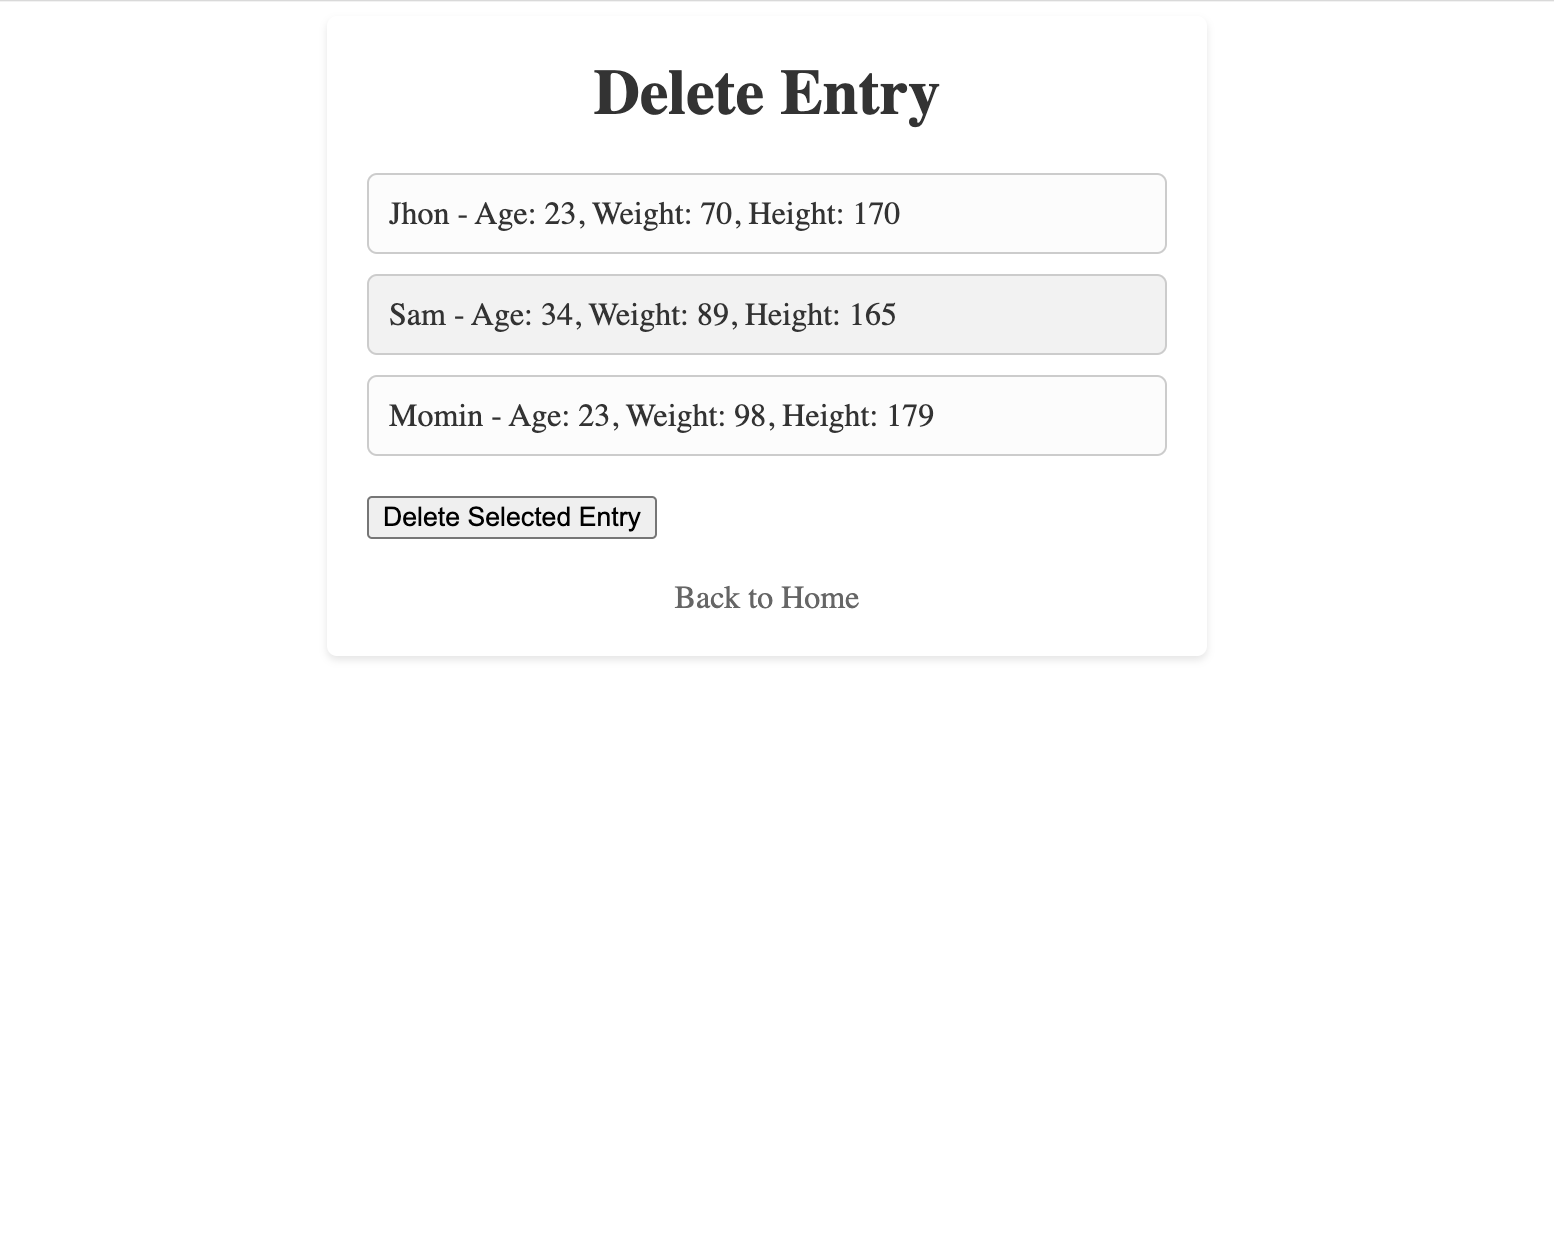 Delete Entry
Jhon - Age: 23, Weight: 70, Height: 170
Sam - Age: 34, Weight: 89, Height: 165
Momin - Age: 23, Weight: 98, Height: 179
Delete Selected Entry
Back to Home